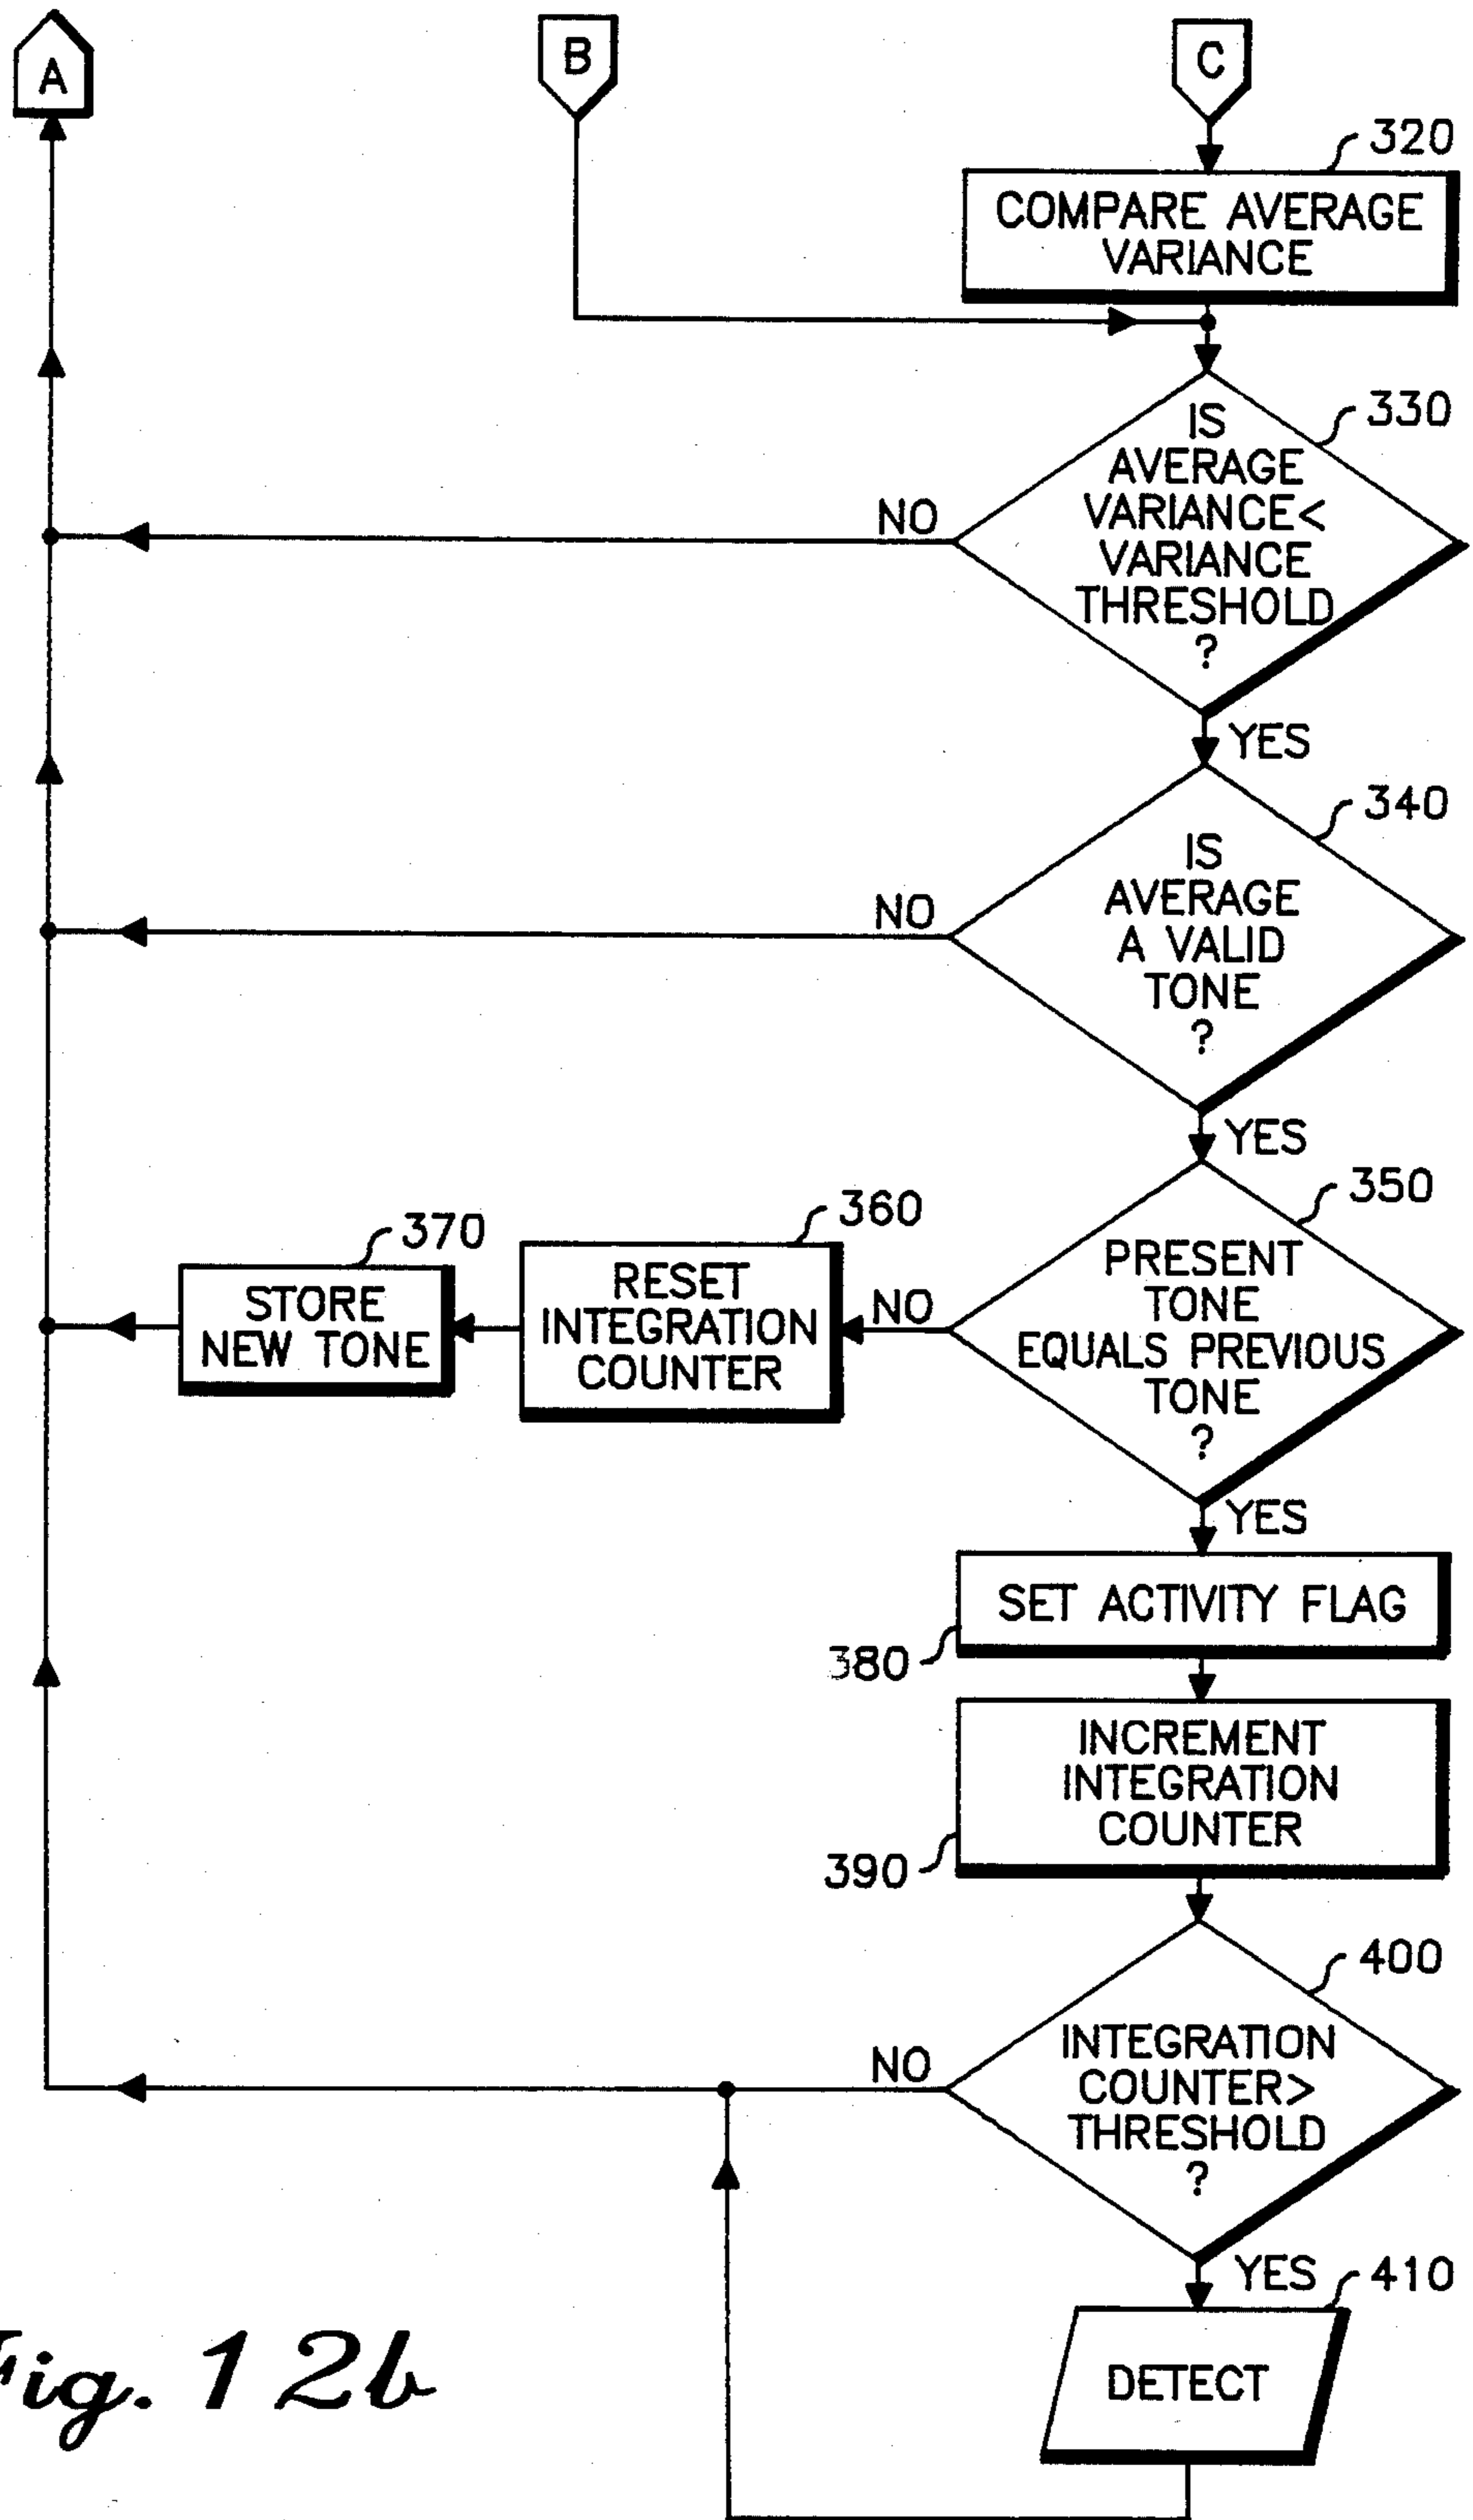 A
B
C
320
COMPARE AVERAGE
VARIANCE
330
IS
AVERAGE
VARIANCE<
VARIANCE
THRESHOLD
?
NO
YES
340
IS
AVERAGE
A VALID
TONE
?
NO
YES
350
PRESENT
TONE
EQUALS PREVIOUS
TONE
?
NO
360
RESET
INTEGRATION
COUNTER
370
STORE
NEW TONE
YES
SET ACTIVITY FLAG
380
INCREMENT
INTEGRATION
COUNTER
390
400
INTEGRATION
COUNTER>
THRESHOLD
?
NO
YES
410
DETECT
Fig. 12b